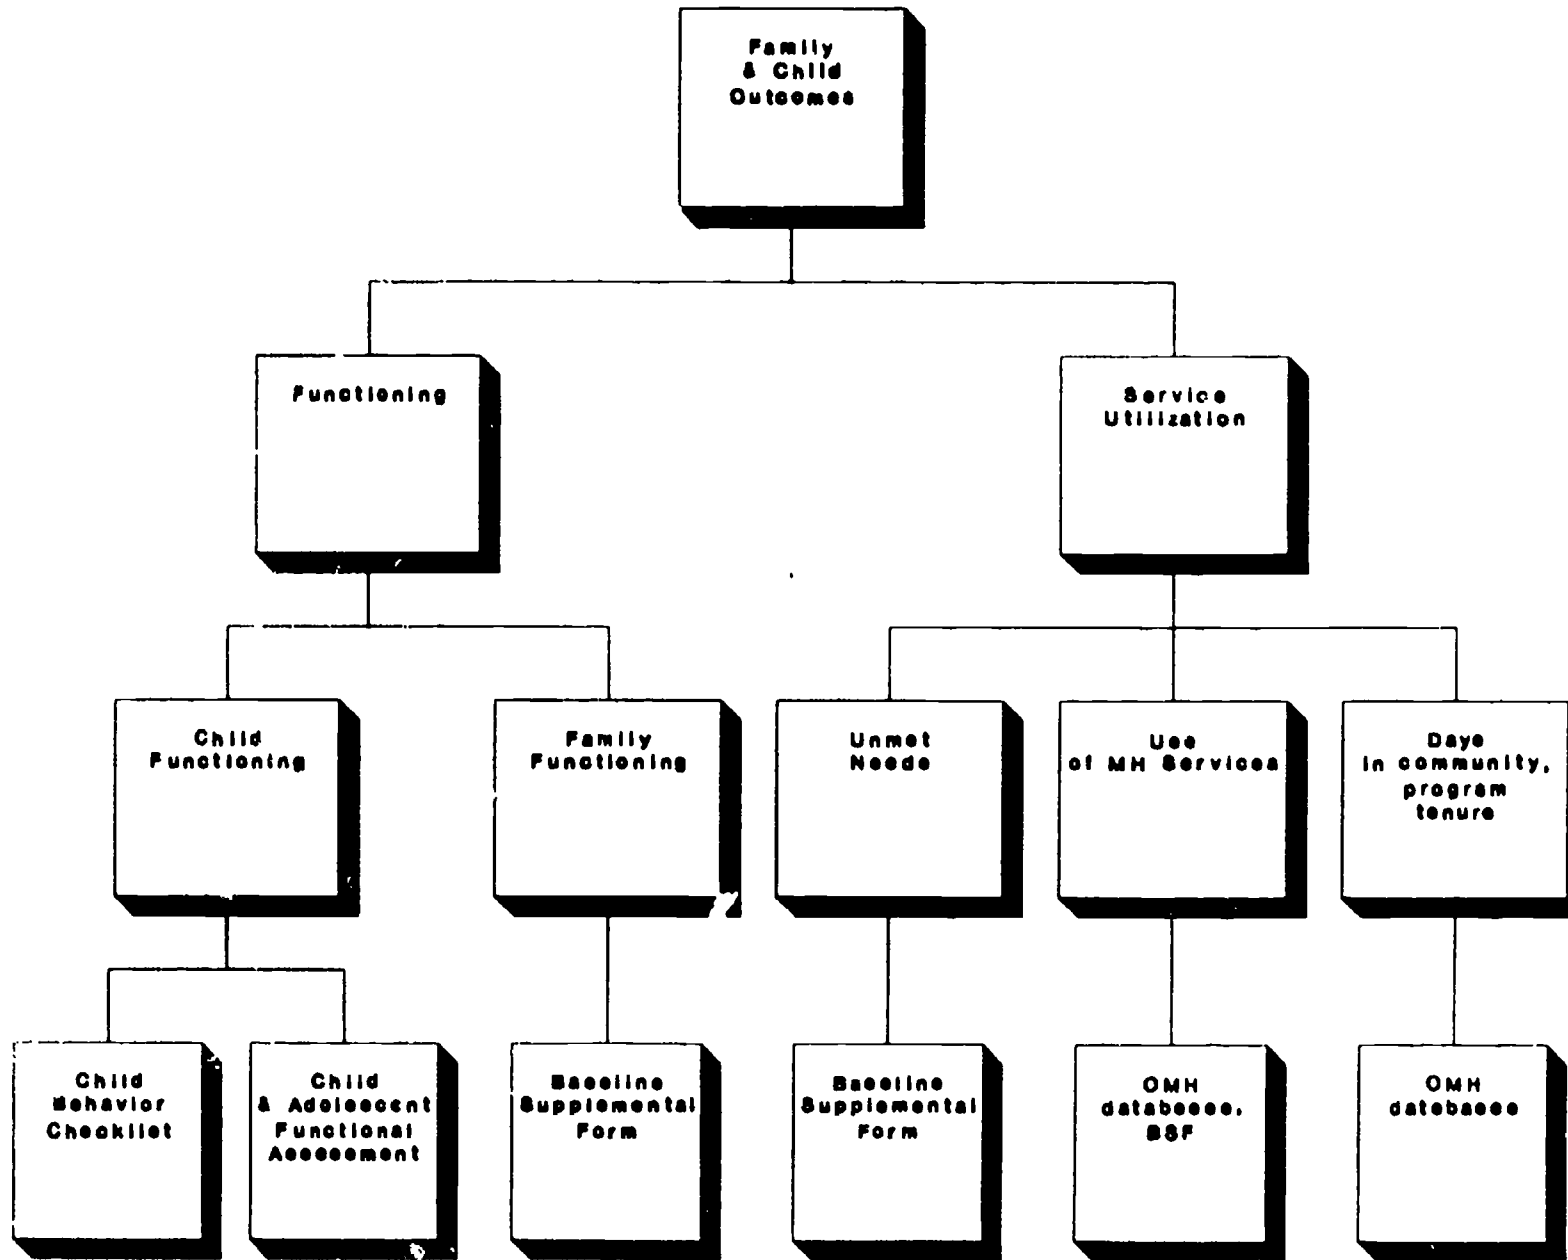 Family
& Child
Outcomes
Functioning
Service
Utilization
Child
Functioning
Family
Functioning
Unmet
Needs
Use
of MH Services
Days
in community,
program
tenure
Child
Behavior
Checklist
Child
& Adolescent
Functional
Assessment
Baseline
Supplemental
Form
Baseline
Supplemental
Form
OMH
databases,
BSF
OMH
databases